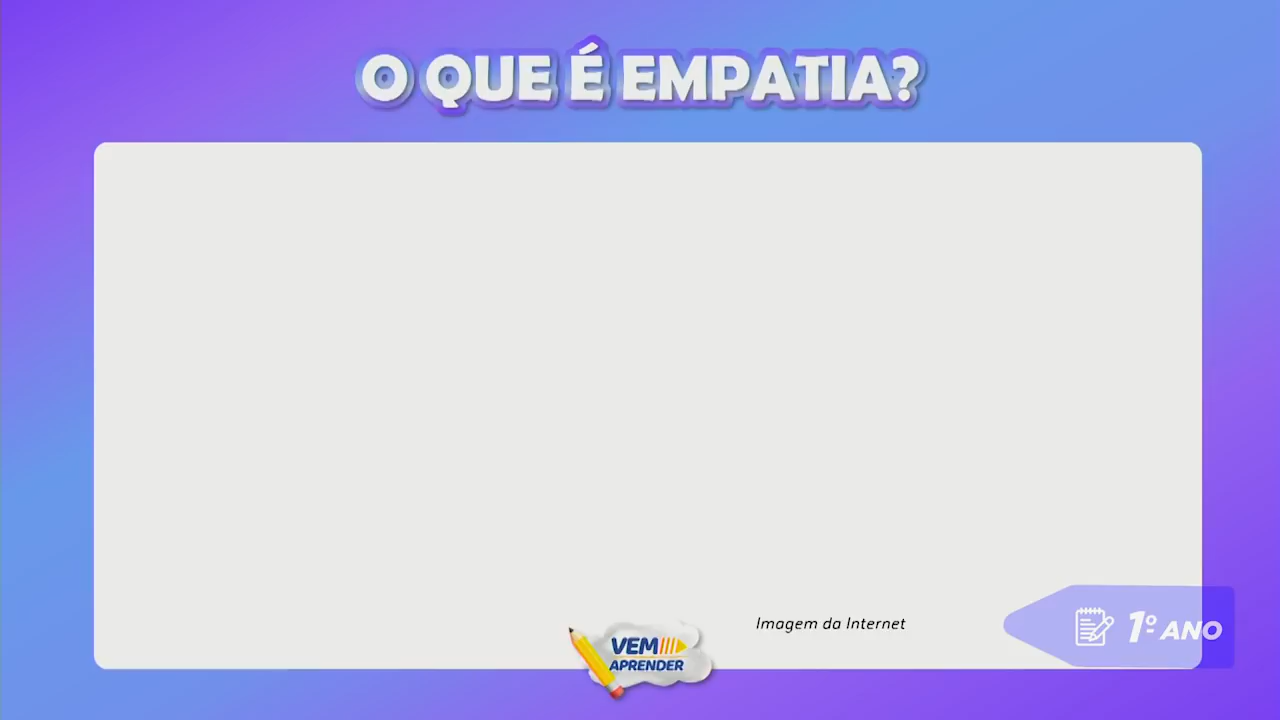 O QUE É EMPATIA?
Imagem da Internet
1º ANO
VEM
APRENDER